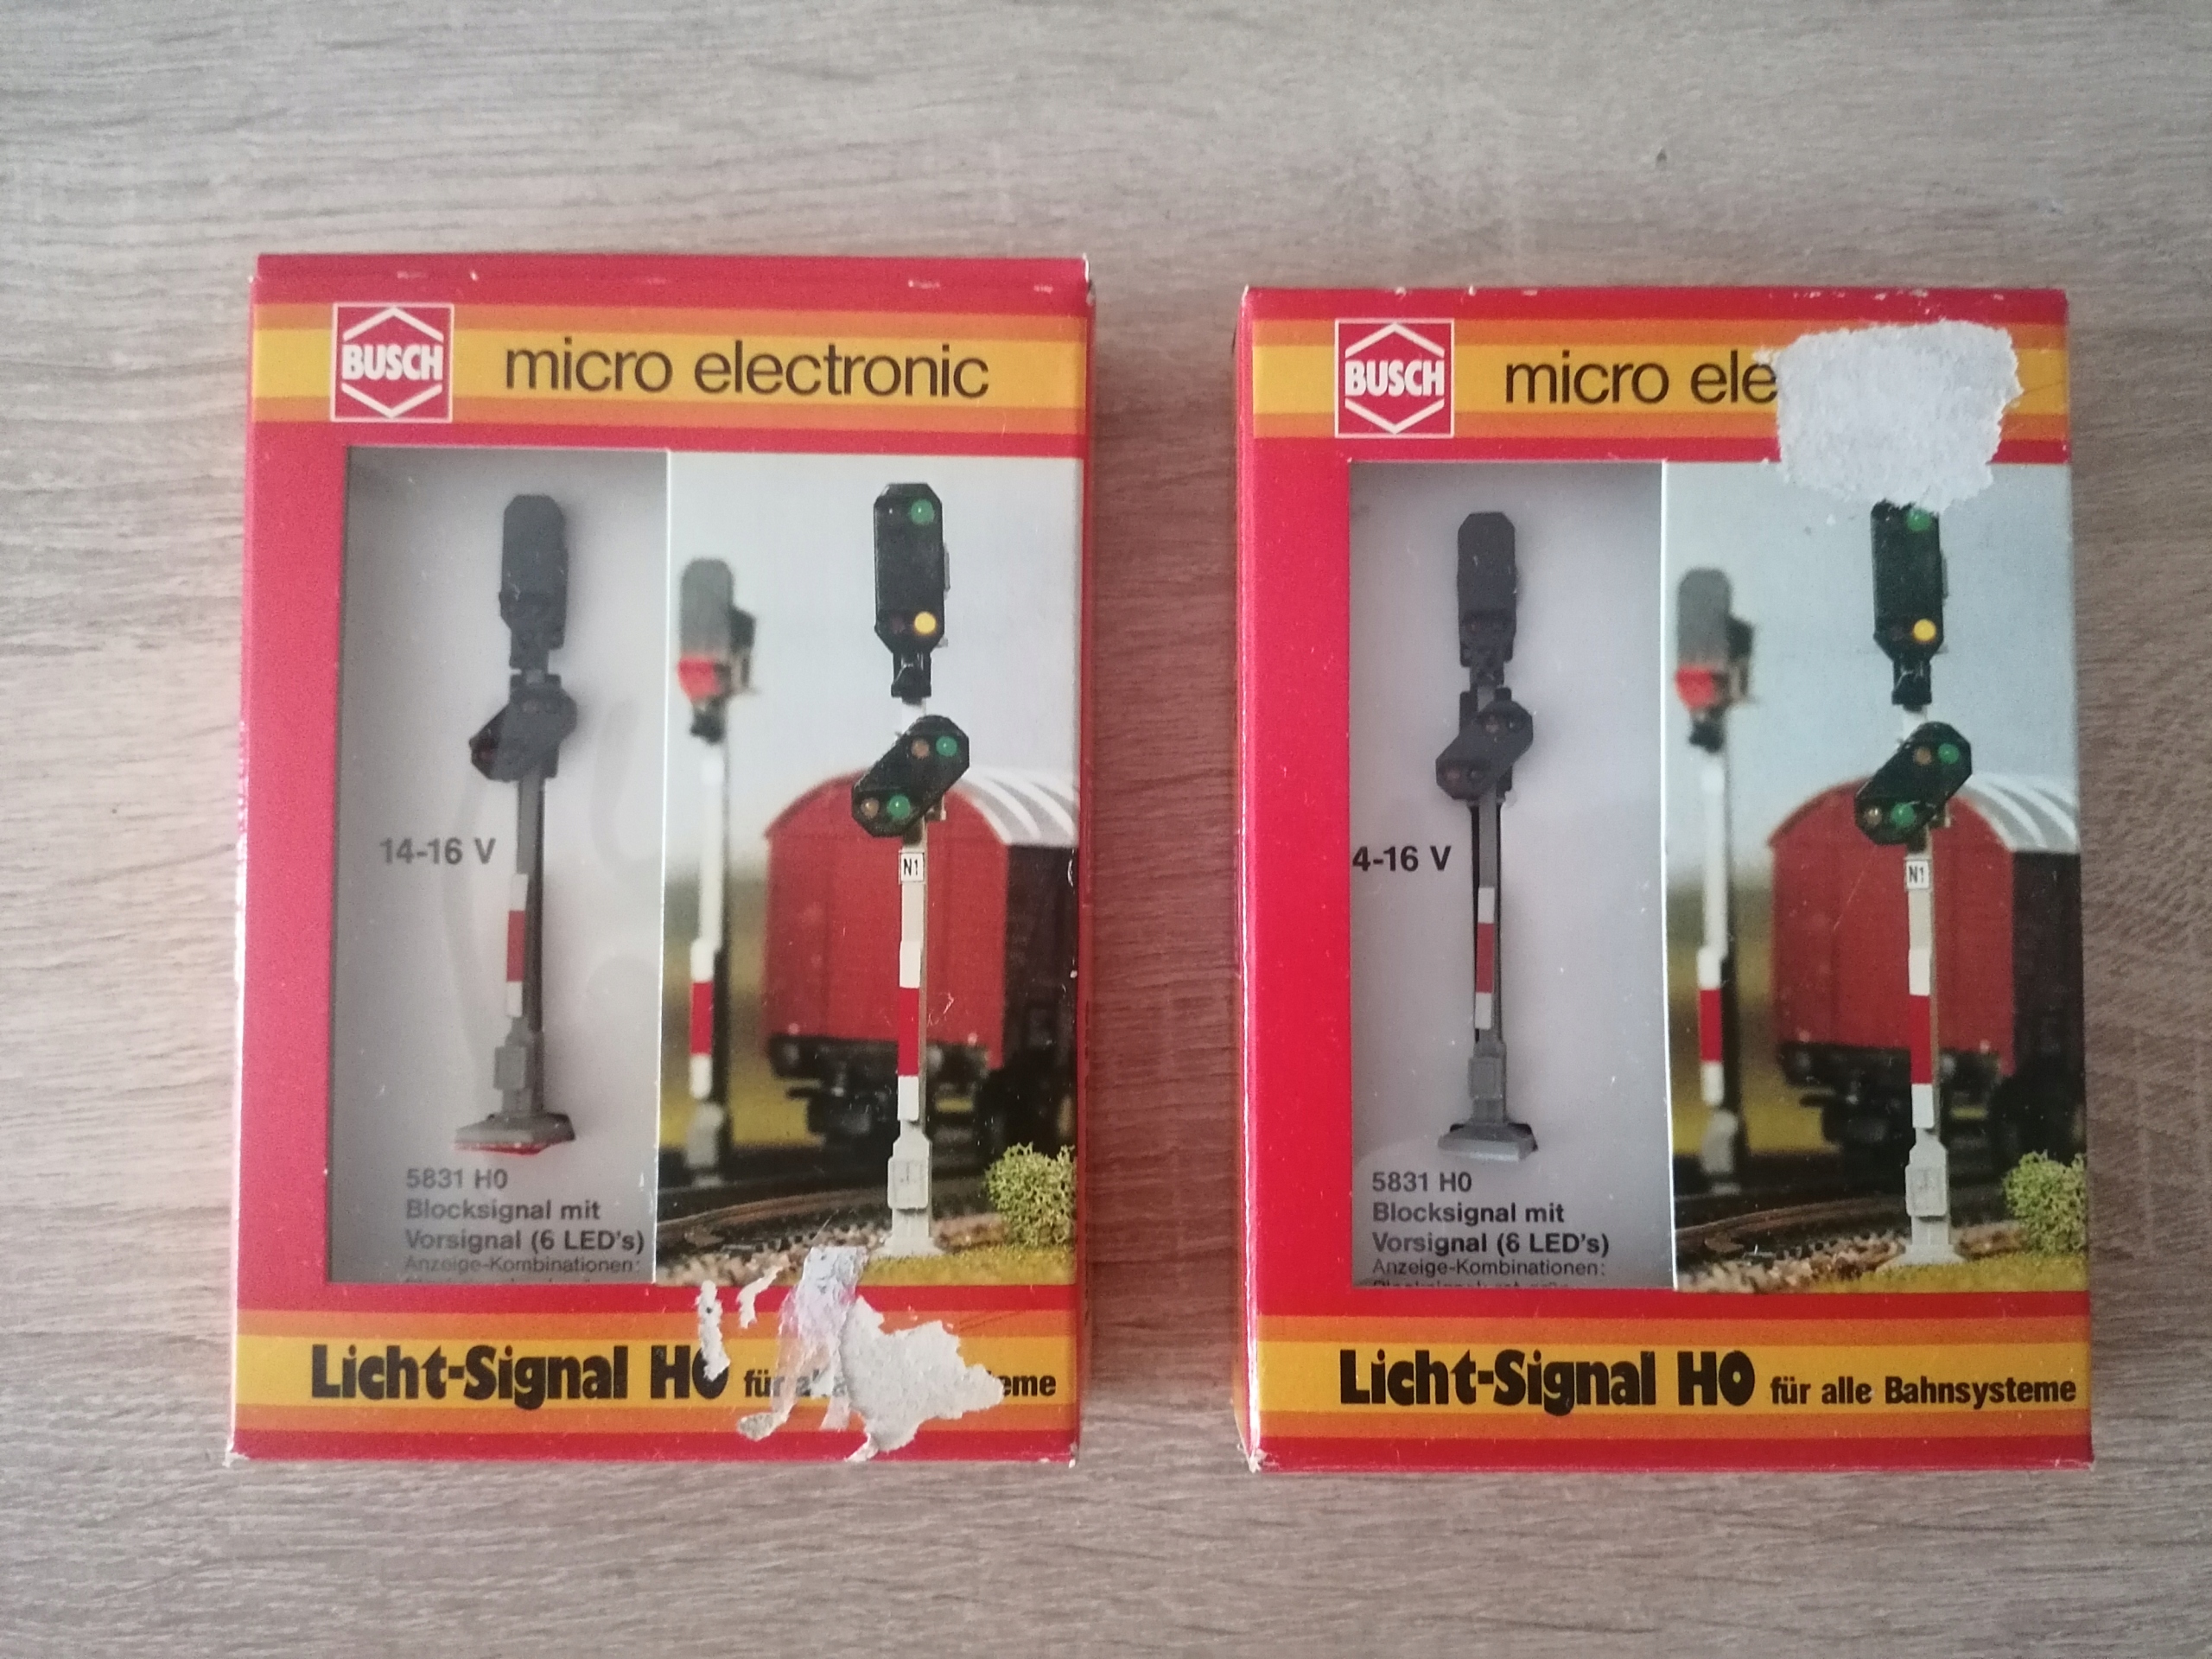 BUSCH
micro electronic
N1
14-16 V
5831 H0
Blocksignal mit
Vorsignal (6 LED's)
Anzeige-Kombinationen:
Licht-Signal H0 für eme
BUSCH
micro ele
N1
4-16 V
5831 H0
Blocksignal mit
Vorsignal (6 LED's)
Anzeige-Kombinationen:
Licht-Signal H0 für alle Bahnsysteme